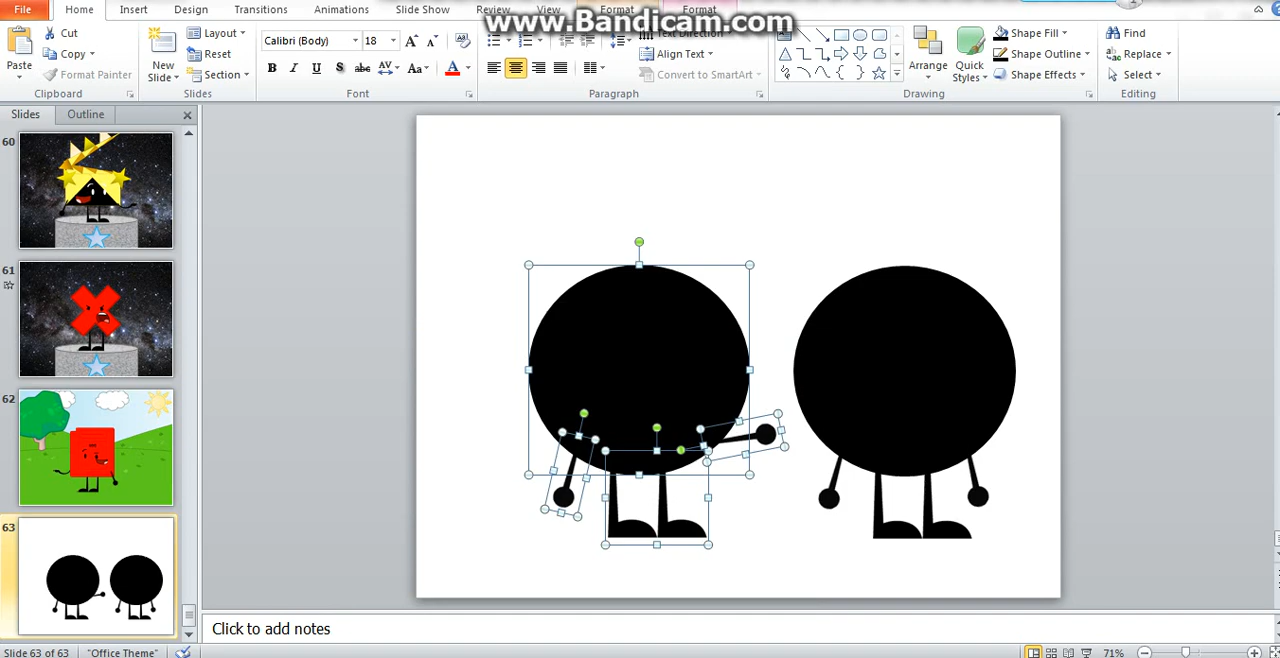 www.Bandicam.com
File Home Insert Design Transitions Animations Slide Show Review View Format Format
Paste
Cut
Copy
Format Painter
Clipboard
New
Slide
Layout
Reset
Section
Slides
Calibri (Body) 18
B I U S abc AV Aa A
Font
Text Direction
Align Text
Convert to SmartArt
Paragraph
Arrange
Quick
Styles
Shape Fill
Shape Outline
Shape Effects
Drawing
Find
Replace
Select
Editing
Slides Outline
60
61
62
63
Click to add notes
Slide 63 of 63 "Office Theme" 71%